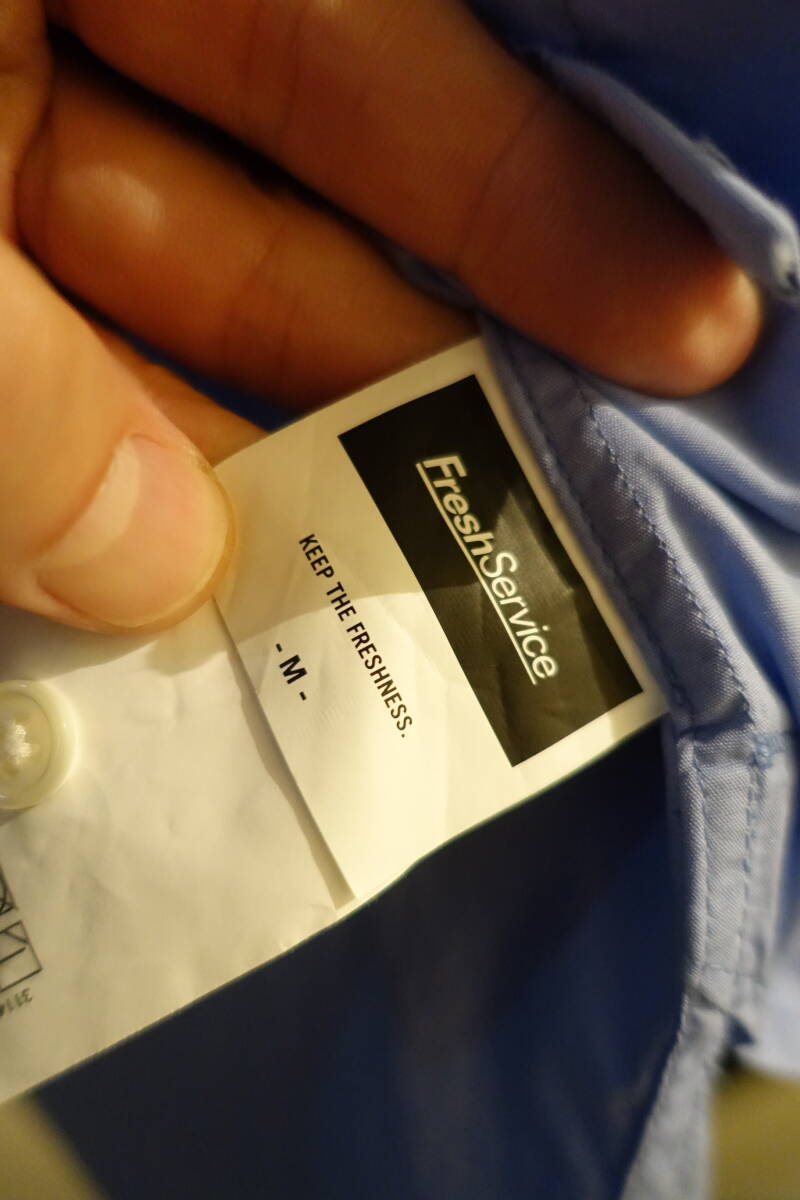 FreshService
KEEP THE FRESHNESS.
- M -